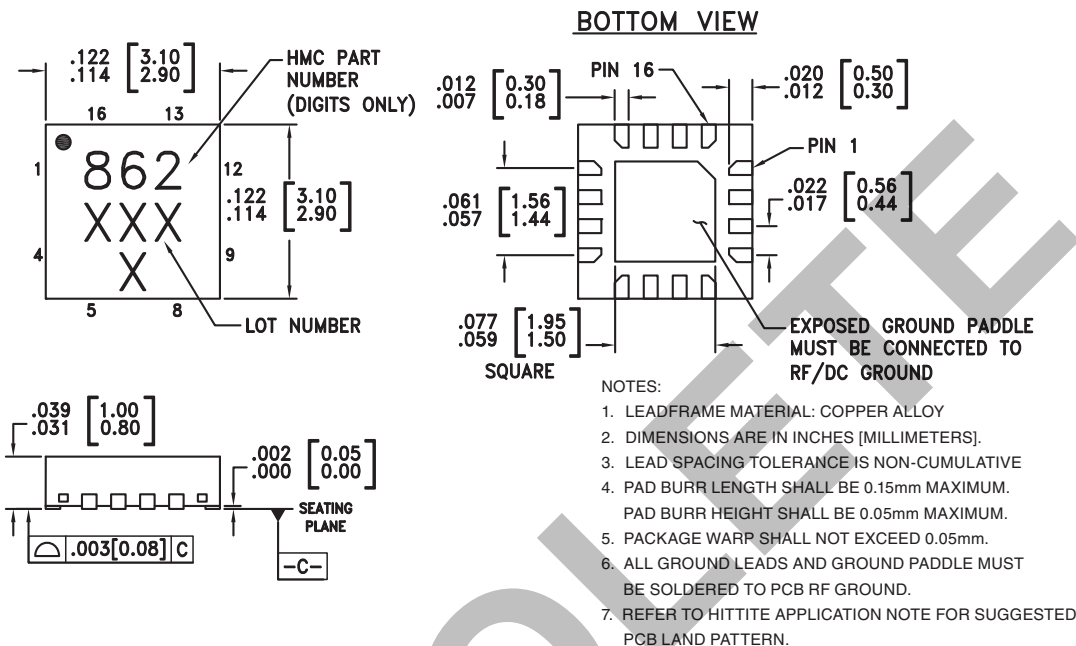 BOTTOM VIEW
.122 [3.10]
.114 [2.90]
HMC PART
NUMBER
(DIGITS ONLY)
16 13
1 12
4 9
5 8
862
XXX
X
.122 [3.10]
.114 [2.90]
LOT NUMBER
PIN 16
.012 [0.30]
.007 [0.18]
.020 [0.50]
.012 [0.30]
PIN 1
.061 [1.56]
.057 [1.44]
.022 [0.56]
.017 [0.44]
.077 [1.95]
.059 [1.50]
SQUARE
EXPOSED GROUND PADDLE
MUST BE CONNECTED TO
RF/DC GROUND
.039 [1.00]
.031 [0.80]
.002 [0.05]
.000 [0.00]
SEATING
PLANE
.003[0.08] C
-C-
NOTES:
1. LEADFRAME MATERIAL: COPPER ALLOY
2. DIMENSIONS ARE IN INCHES [MILLIMETERS].
3. LEAD SPACING TOLERANCE IS NON-CUMULATIVE
4. PAD BURR LENGTH SHALL BE 0.15mm MAXIMUM.
PAD BURR HEIGHT SHALL BE 0.05mm MAXIMUM.
5. PACKAGE WARP SHALL NOT EXCEED 0.05mm.
6. ALL GROUND LEADS AND GROUND PADDLE MUST
BE SOLDERED TO PCB RF GROUND.
7. REFER TO HITTITE APPLICATION NOTE FOR SUGGESTED
PCB LAND PATTERN.
OLETE